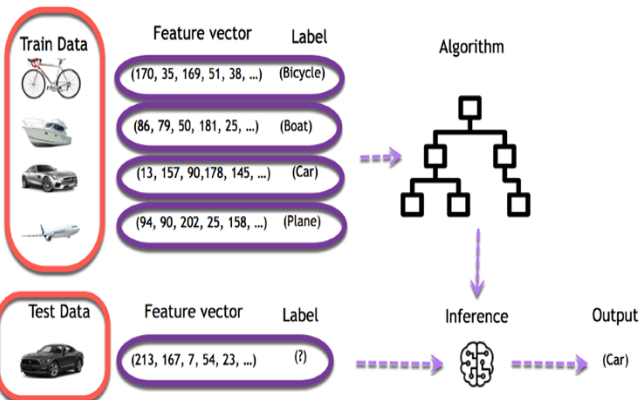 Train Data
Feature vector
Label
Algorithm
(170, 35, 169, 51, 38, ...) (Bicycle)
(86, 79, 50, 181, 25, ...) (Boat)
(13, 157, 90,178, 145, ...) (Car)
(94, 90, 202, 25, 158, ...) (Plane)
Test Data
Feature vector
Label
Inference
Output
(213, 167, 7, 54, 23, ...) (?)
(Car)